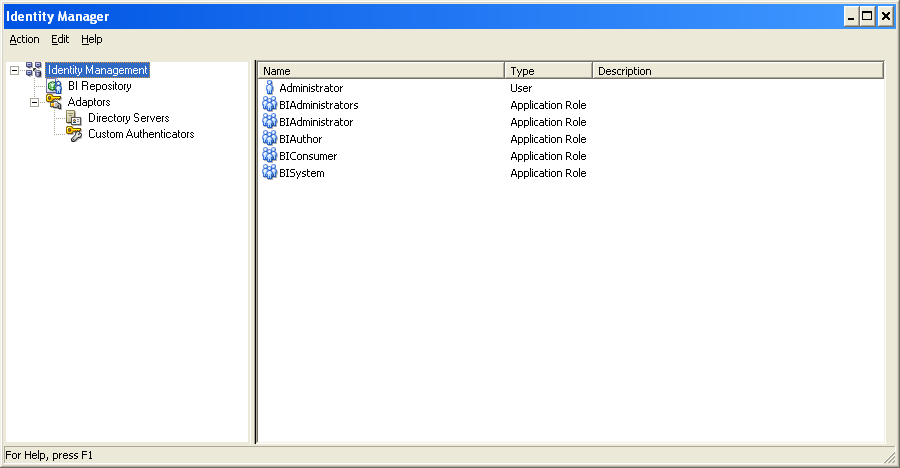 Identity Manager
Action Edit Help
Identity Management
BI Repository
Adaptors
Directory Servers
Custom Authenticators
Name Type Description
Administrator User
BIAdministrators Application Role
BIAdministrator Application Role
BIAuthor Application Role
BIConsumer Application Role
BISystem Application Role
For Help, press F1